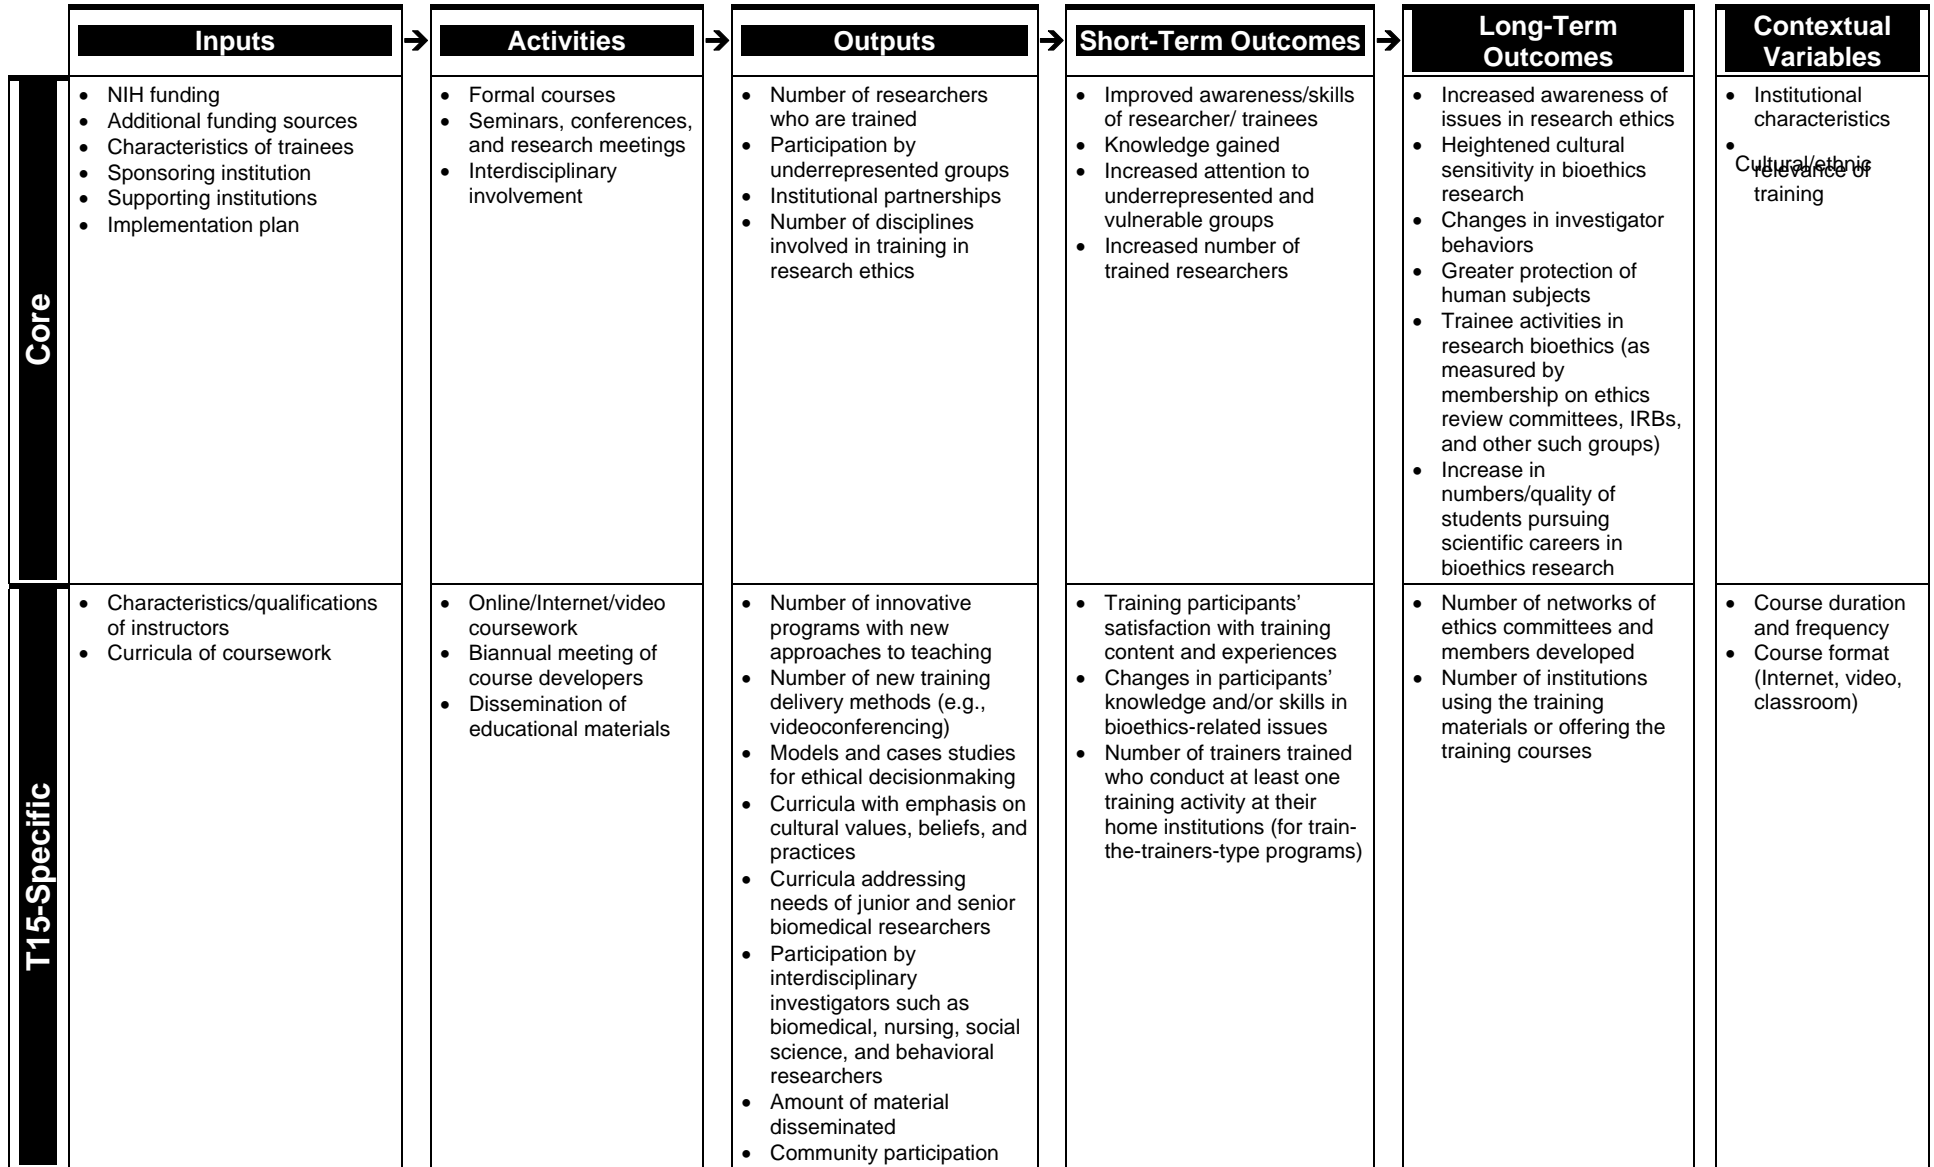 Inputs
➔
Activities
➔
Outputs
➔
Short-Term Outcomes
➔
Long-Term
Outcomes
Contextual
Variables
Core
• NIH funding
• Additional funding sources
• Characteristics of trainees
• Sponsoring institution
• Supporting institutions
• Implementation plan
• Formal courses
• Seminars, conferences,
and research meetings
• Interdisciplinary
involvement
• Number of researchers
who are trained
• Participation by
underrepresented groups
• Institutional partnerships
• Number of disciplines
involved in training in
research ethics
• Improved awareness/skills
of researcher/ trainees
• Knowledge gained
• Increased attention to
underrepresented and
vulnerable groups
• Increased number of
trained researchers
• Increased awareness of
issues in research ethics
• Heightened cultural
sensitivity in bioethics
research
• Changes in investigator
behaviors
• Greater protection of
human subjects
• Trainee activities in
research bioethics (as
measured by
membership on ethics
review committees, IRBs,
and other such groups)
• Increase in
numbers/quality of
students pursuing
scientific careers in
bioethics research
• Institutional
characteristics
•
Cultural/ethnic
relevance of
training
T15-Specific
• Characteristics/qualifications
of instructors
• Curricula of coursework
• Online/Internet/video
coursework
• Biannual meeting of
course developers
• Dissemination of
educational materials
• Number of innovative
programs with new
approaches to teaching
• Number of new training
delivery methods (e.g.,
videoconferencing)
• Models and cases studies
for ethical decisionmaking
• Curricula with emphasis on
cultural values, beliefs, and
practices
• Curricula addressing
needs of junior and senior
biomedical researchers
• Participation by
interdisciplinary
investigators such as
biomedical, nursing, social
science, and behavioral
researchers
• Amount of material
disseminated
• Community participation
• Training participants’
satisfaction with training
content and experiences
• Changes in participants’
knowledge and/or skills in
bioethics-related issues
• Number of trainers trained
who conduct at least one
training activity at their
home institutions (for train-
the-trainers-type programs)
• Number of networks of
ethics committees and
members developed
• Number of institutions
using the training
materials or offering the
training courses
• Course duration
and frequency
• Course format
(Internet, video,
classroom)